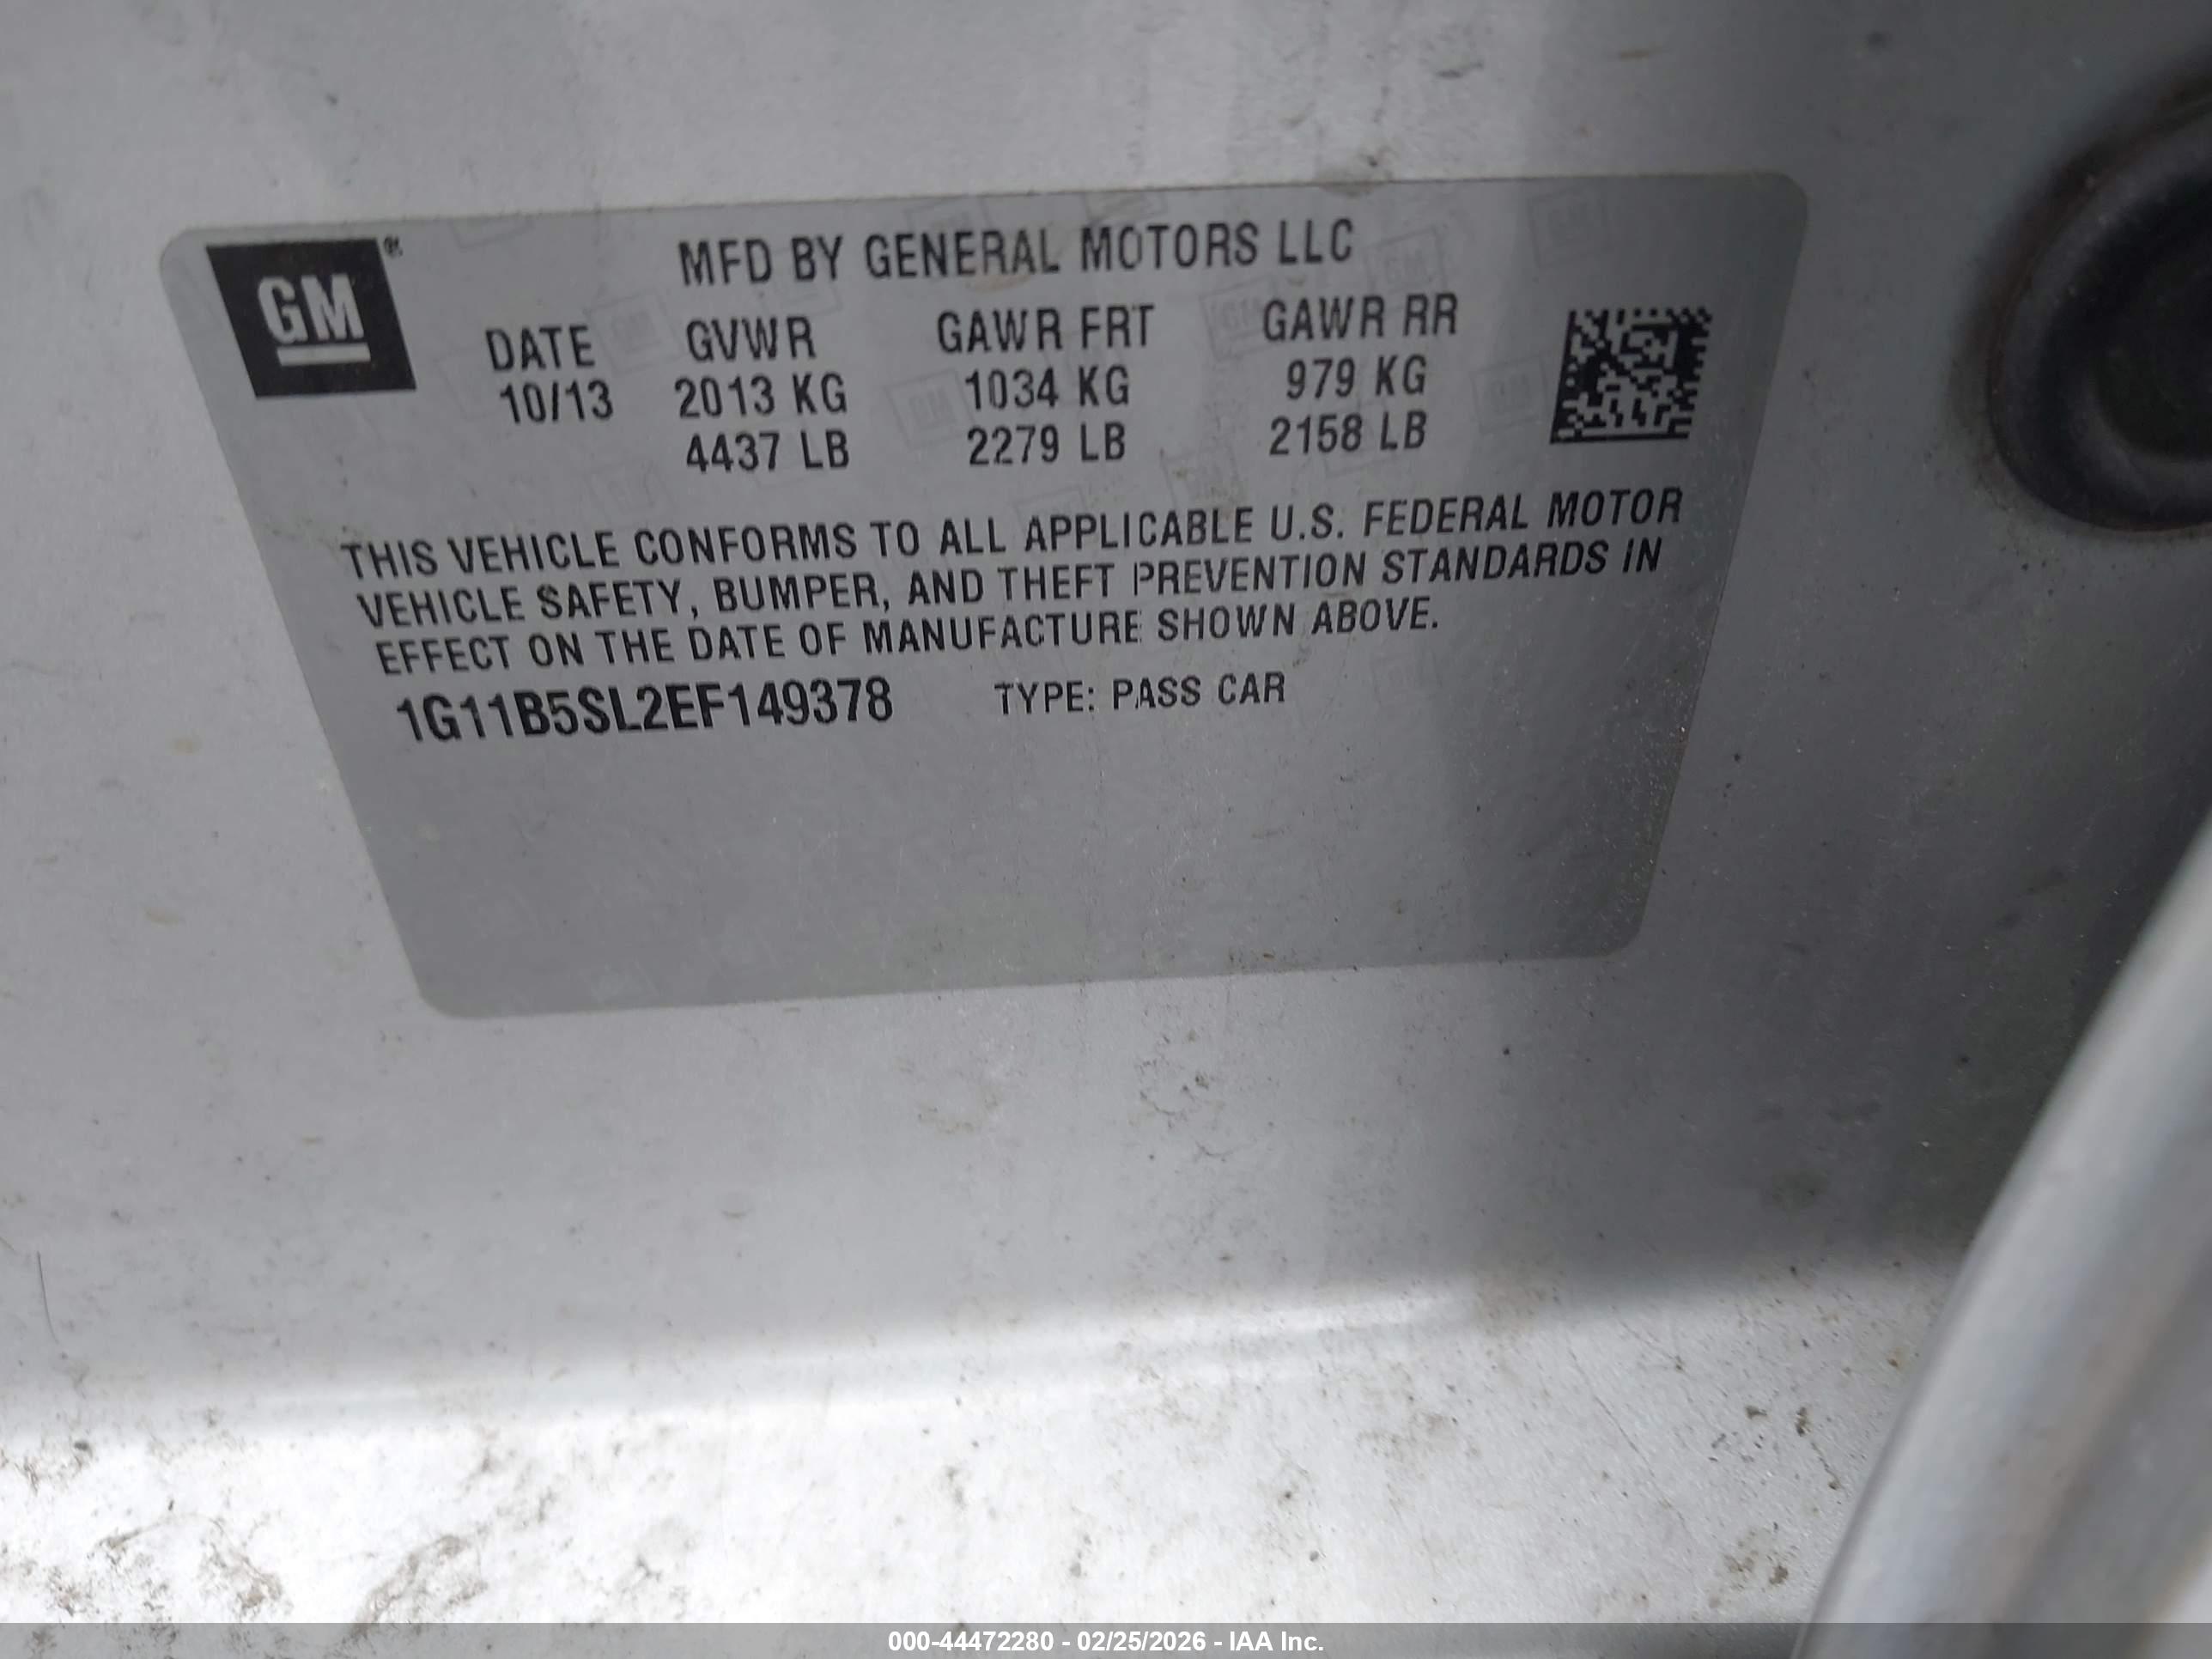 GM ®
MFD BY GENERAL MOTORS LLC
DATE GVWR GAWR FRT GAWR RR
10/13 2013 KG 1034 KG 979 KG
4437 LB 2279 LB 2158 LB
THIS VEHICLE CONFORMS TO ALL APPLICABLE U.S. FEDERAL MOTOR
VEHICLE SAFETY, BUMPER, AND THEFT PREVENTION STANDARDS IN
EFFECT ON THE DATE OF MANUFACTURE SHOWN ABOVE.
1G11B5SL2EF149378 TYPE: PASS CAR
000-44472280 - 02/25/2026 - IAA Inc.